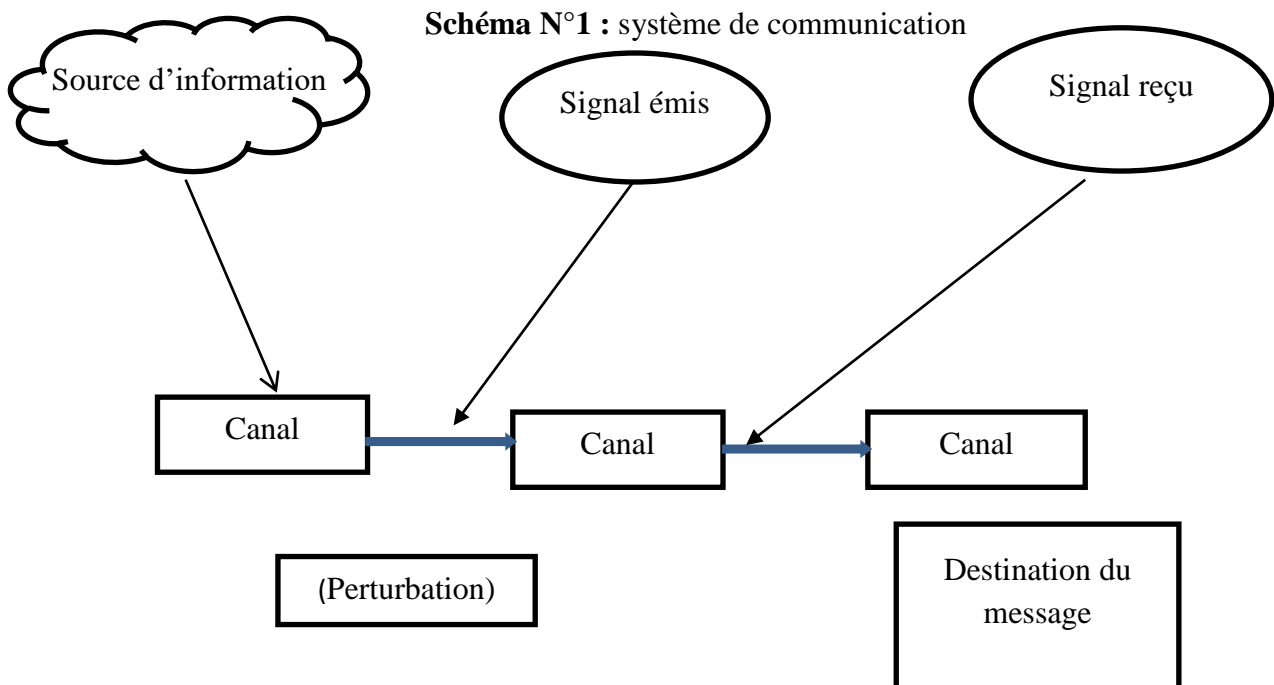 Schéma N°1 : système de communication
Source d’information
Signal émis
Signal reçu
Canal
Canal
Canal
(Perturbation)
Destination du
message